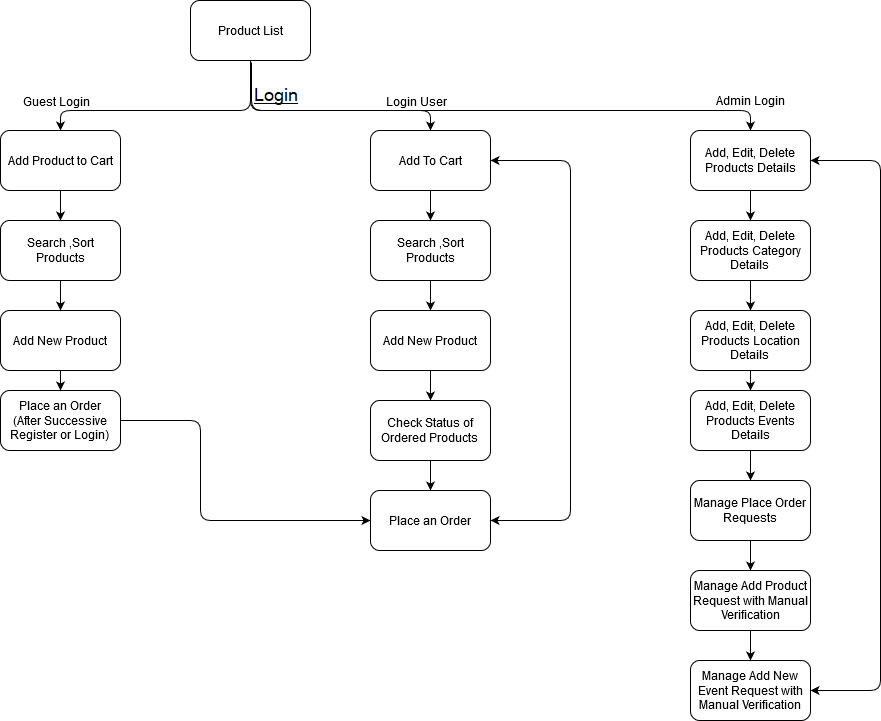 Product List
Login
Guest Login
Login User
Admin Login
Add Product to Cart
Search ,Sort
Products
Add New Product
Place an Order
(After Successive
Register or Login)
Add To Cart
Search ,Sort
Products
Add New Product
Check Status of
Ordered Products
Place an Order
Add, Edit, Delete
Products Details
Add, Edit, Delete
Products Category
Details
Add, Edit, Delete
Products Location
Details
Add, Edit, Delete
Products Events
Details
Manage Place Order
Requests
Manage Add Product
Request with Manual
Verification
Manage Add New
Event Request with
Manual Verification